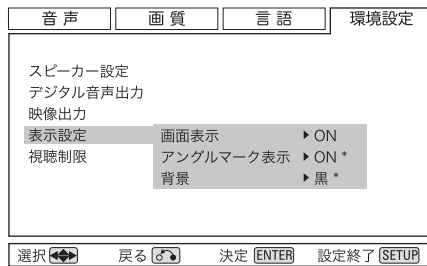 音声 画質 言語 環境設定
スピーカー設定
デジタル音声出力
映像出力
表示設定 画面表示 ▶ ON
視聴制限 アングルマーク表示 ▶ ON *
背景 ▶ 黒 *
選択 戻る 決定 ENTER 設定終了 SETUP